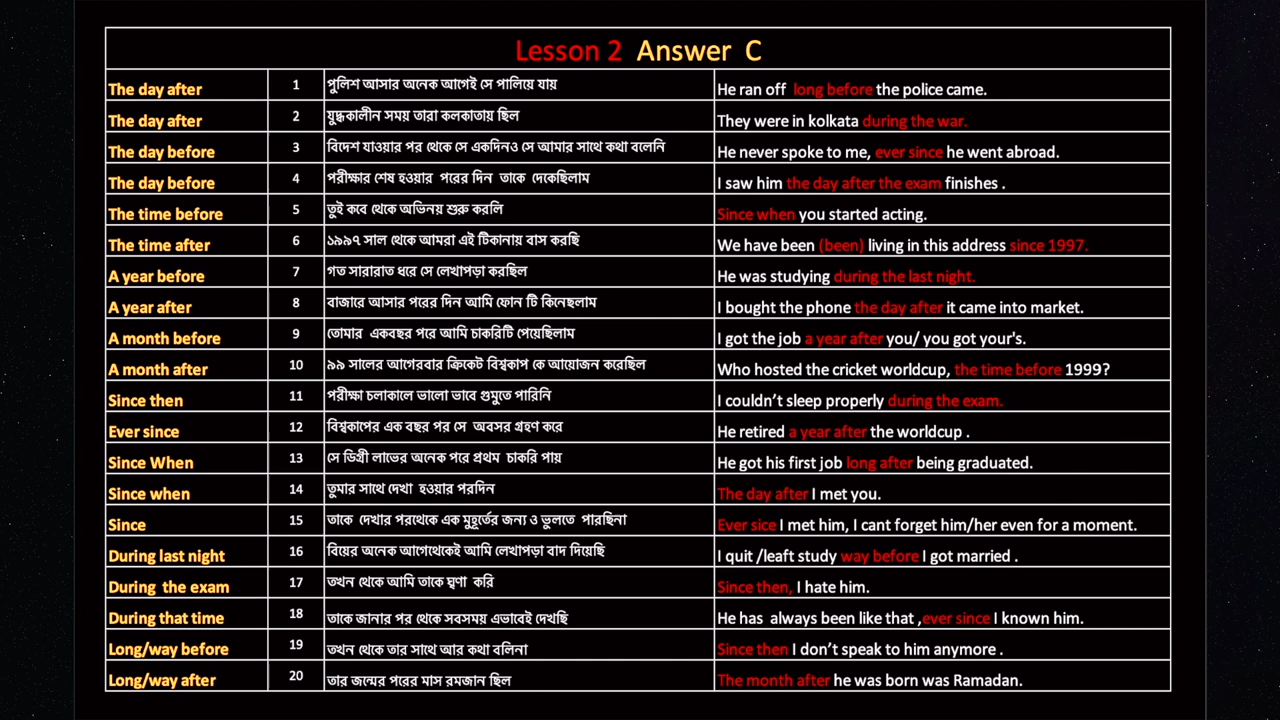 Lesson 2 Answer C
The day after 1 পুলিশ আসার অনেক আগেই সে পালিয়ে যায় He ran off long before the police came.
The day after 2 যুদ্ধকালীন সময় তারা কলকাতায় ছিল They were in kolkata during the war.
The day before 3 বিদেশ যাওয়ার পর থেকে সে একদিনও সে আমার সাথে কথা বলেনি He never spoke to me, ever since he went abroad.
The day before 4 পরীক্ষার শেষ হওয়ার পরের দিন তাকে দেকেছিলাম I saw him the day after the exam finishes .
The time before 5 তুই কবে থেকে অভিনয় শুরু করলি Since when you started acting.
The time after 6 ১৯৯৭ সাল থেকে আমরা এই টিকানায় বাস করছি We have been (been) living in this address since 1997.
A year before 7 গত সারারাত ধরে সে লেখাপড়া করছিল He was studying during the last night.
A year after 8 বাজারে আসার পরের দিন আমি ফোন টি কিনেছলাম I bought the phone the day after it came into market.
A month before 9 তোমার একবছর পরে আমি চাকরিটি পেয়েছিলাম I got the job a year after you/ you got your's.
A month after 10 ৯৯ সালের আগেরবার ক্রিকেট বিশ্বকাপ কে আয়োজন করেছিল Who hosted the cricket worldcup, the time before 1999?
Since then 11 পরীক্ষা চলাকালে ভালো ভাবে গুমুতে পারিনি I couldn’t sleep properly during the exam.
Ever since 12 বিশ্বকাপের এক বছর পর সে অবসর গ্রহণ করে He retired a year after the worldcup .
Since When 13 সে ডিগ্রী লাভের অনেক পরে প্রথম চাকরি পায় He got his first job long after being graduated.
Since when 14 তুমার সাথে দেখা হওয়ার পরদিন The day after I met you.
Since 15 তাকে দেখার পরথেকে এক মুহূর্তের জন্য ও ভুলতে পারছিনা Ever sice I met him, I cant forget him/her even for a moment.
During last night 16 বিয়ের অনেক আগেথেকেই আমি লেখাপড়া বাদ দিয়েছি I quit /leaft study way before I got married .
During the exam 17 তখন থেকে আমি তাকে ঘৃণা করি Since then, I hate him.
During that time 18 তাকে জানার পর থেকে সবসময় এভাবেই দেখছি He has always been like that ,ever since I known him.
Long/way before 19 তখন থেকে তার সাথে আর কথা বলিনা Since then I don’t speak to him anymore .
Long/way after 20 তার জন্মের পরের মাস রমজান ছিল The month after he was born was Ramadan.